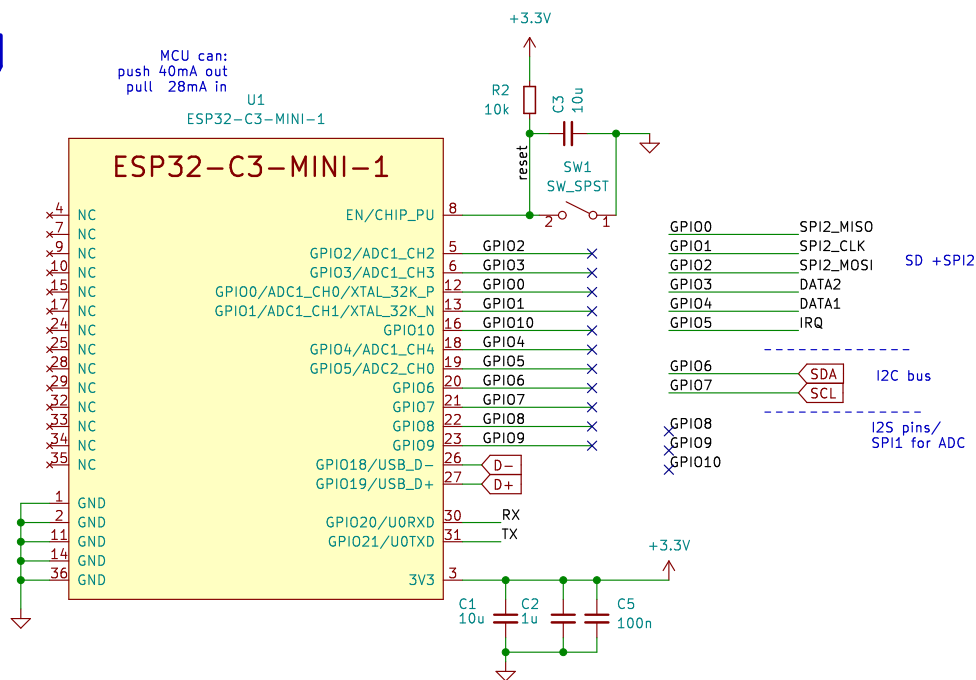 +3.3V
MCU can:
push 40mA out
pull 28mA in
U1
ESP32-C3-MINI-1
R2
10k
C3
10u
ESP32-C3-MINI-1
reset
SW1
SW_SPST
2
1
4 NC
EN/CHIP_PU 8
7 NC
9 NC
GPIO2/ADC1_CH2 5 GPIO2
10 NC
GPIO3/ADC1_CH3 6 GPIO3
15 NC
GPIO0/ADC1_CH0/XTAL_32K_P 12 GPIO0
17 NC
GPIO1/ADC1_CH1/XTAL_32K_N 13 GPIO1
24 NC
GPIO10 16 GPIO10
25 NC
GPIO4/ADC1_CH4 18 GPIO4
28 NC
GPIO5/ADC2_CH0 19 GPIO5
29 NC
GPIO6 20 GPIO6
32 NC
GPIO7 21 GPIO7
33 NC
GPIO8 22 GPIO8
34 NC
GPIO9 23 GPIO9
35 NC
GPIO18/USB_D- 26 D-
GPIO19/USB_D+ 27 D+
1 GND
2 GND
GPIO20/U0RXD 30 RX
11 GND
GPIO21/U0TXD 31 TX
14 GND
36 GND
3V3 3
+3.3V
C1
10u
C2
1u
C5
100n
GPIO0 SPI2_MISO
GPIO1 SPI2_CLK
GPIO2 SPI2_MOSI
SD +SPI2
GPIO3 DATA2
GPIO4 DATA1
GPIO5 IRQ
GPIO6 SDA
I2C bus
GPIO7 SCL
GPIO8
GPIO9
GPIO10
I2S pins/
SPI1 for ADC